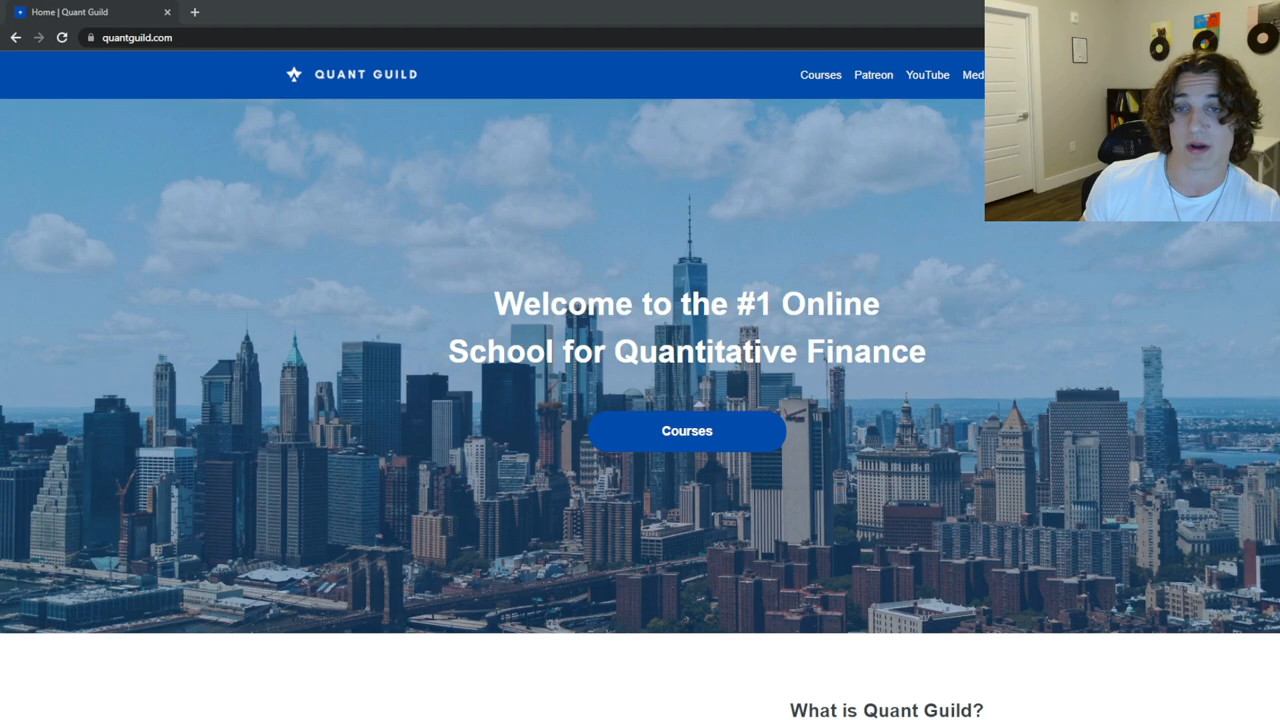 Home | Quant Guild
quantguild.com
QUANT GUILD
Courses Patreon YouTube Med
Welcome to the #1 Online
School for Quantitative Finance
Courses
What is Quant Guild?